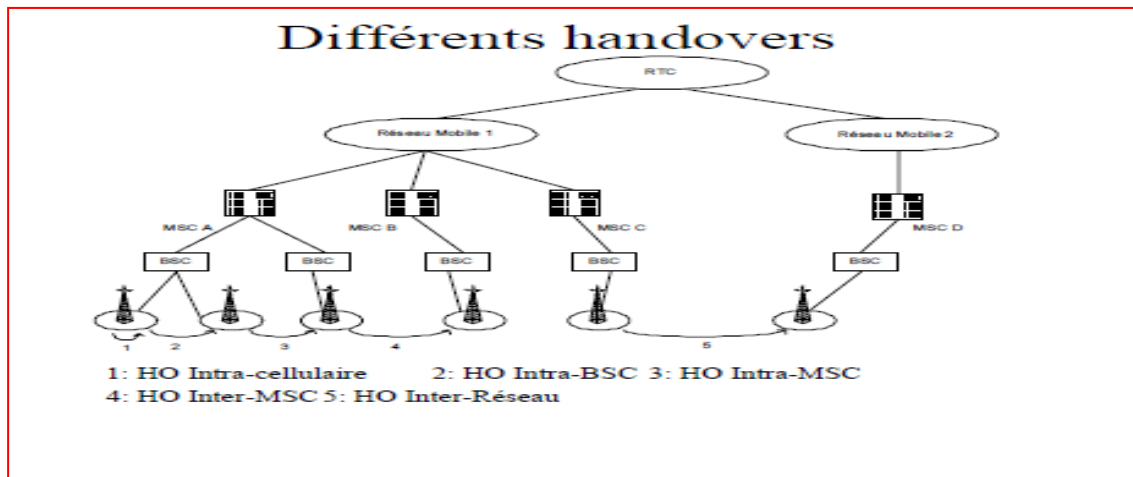 Différents handovers
RTC
Réseau Mobile 1
Réseau Mobile 2
MSC A
MSC B
MSC C
MSC D
BSC
BSC
BSC
BSC
BSC
1
2
3
4
5
1: HO Intra-cellulaire 2: HO Intra-BSC 3: HO Intra-MSC
4: HO Inter-MSC 5: HO Inter-Réseau